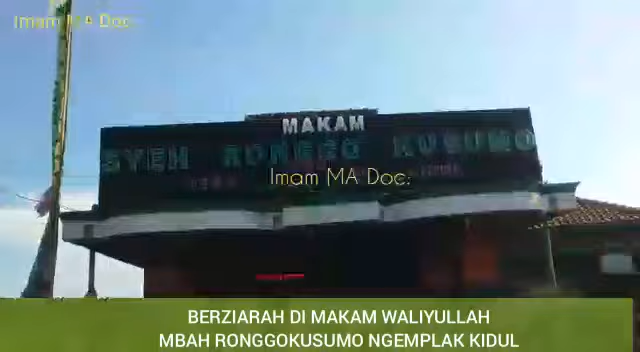 Imam MA Doc.
MAKAM
SYEH RONGGO KUSUMO
Imam MA Doc.
BERZIARAH DI MAKAM WALIYULLAH
MBAH RONGGOKUSUMO NGEMPLAK KIDUL